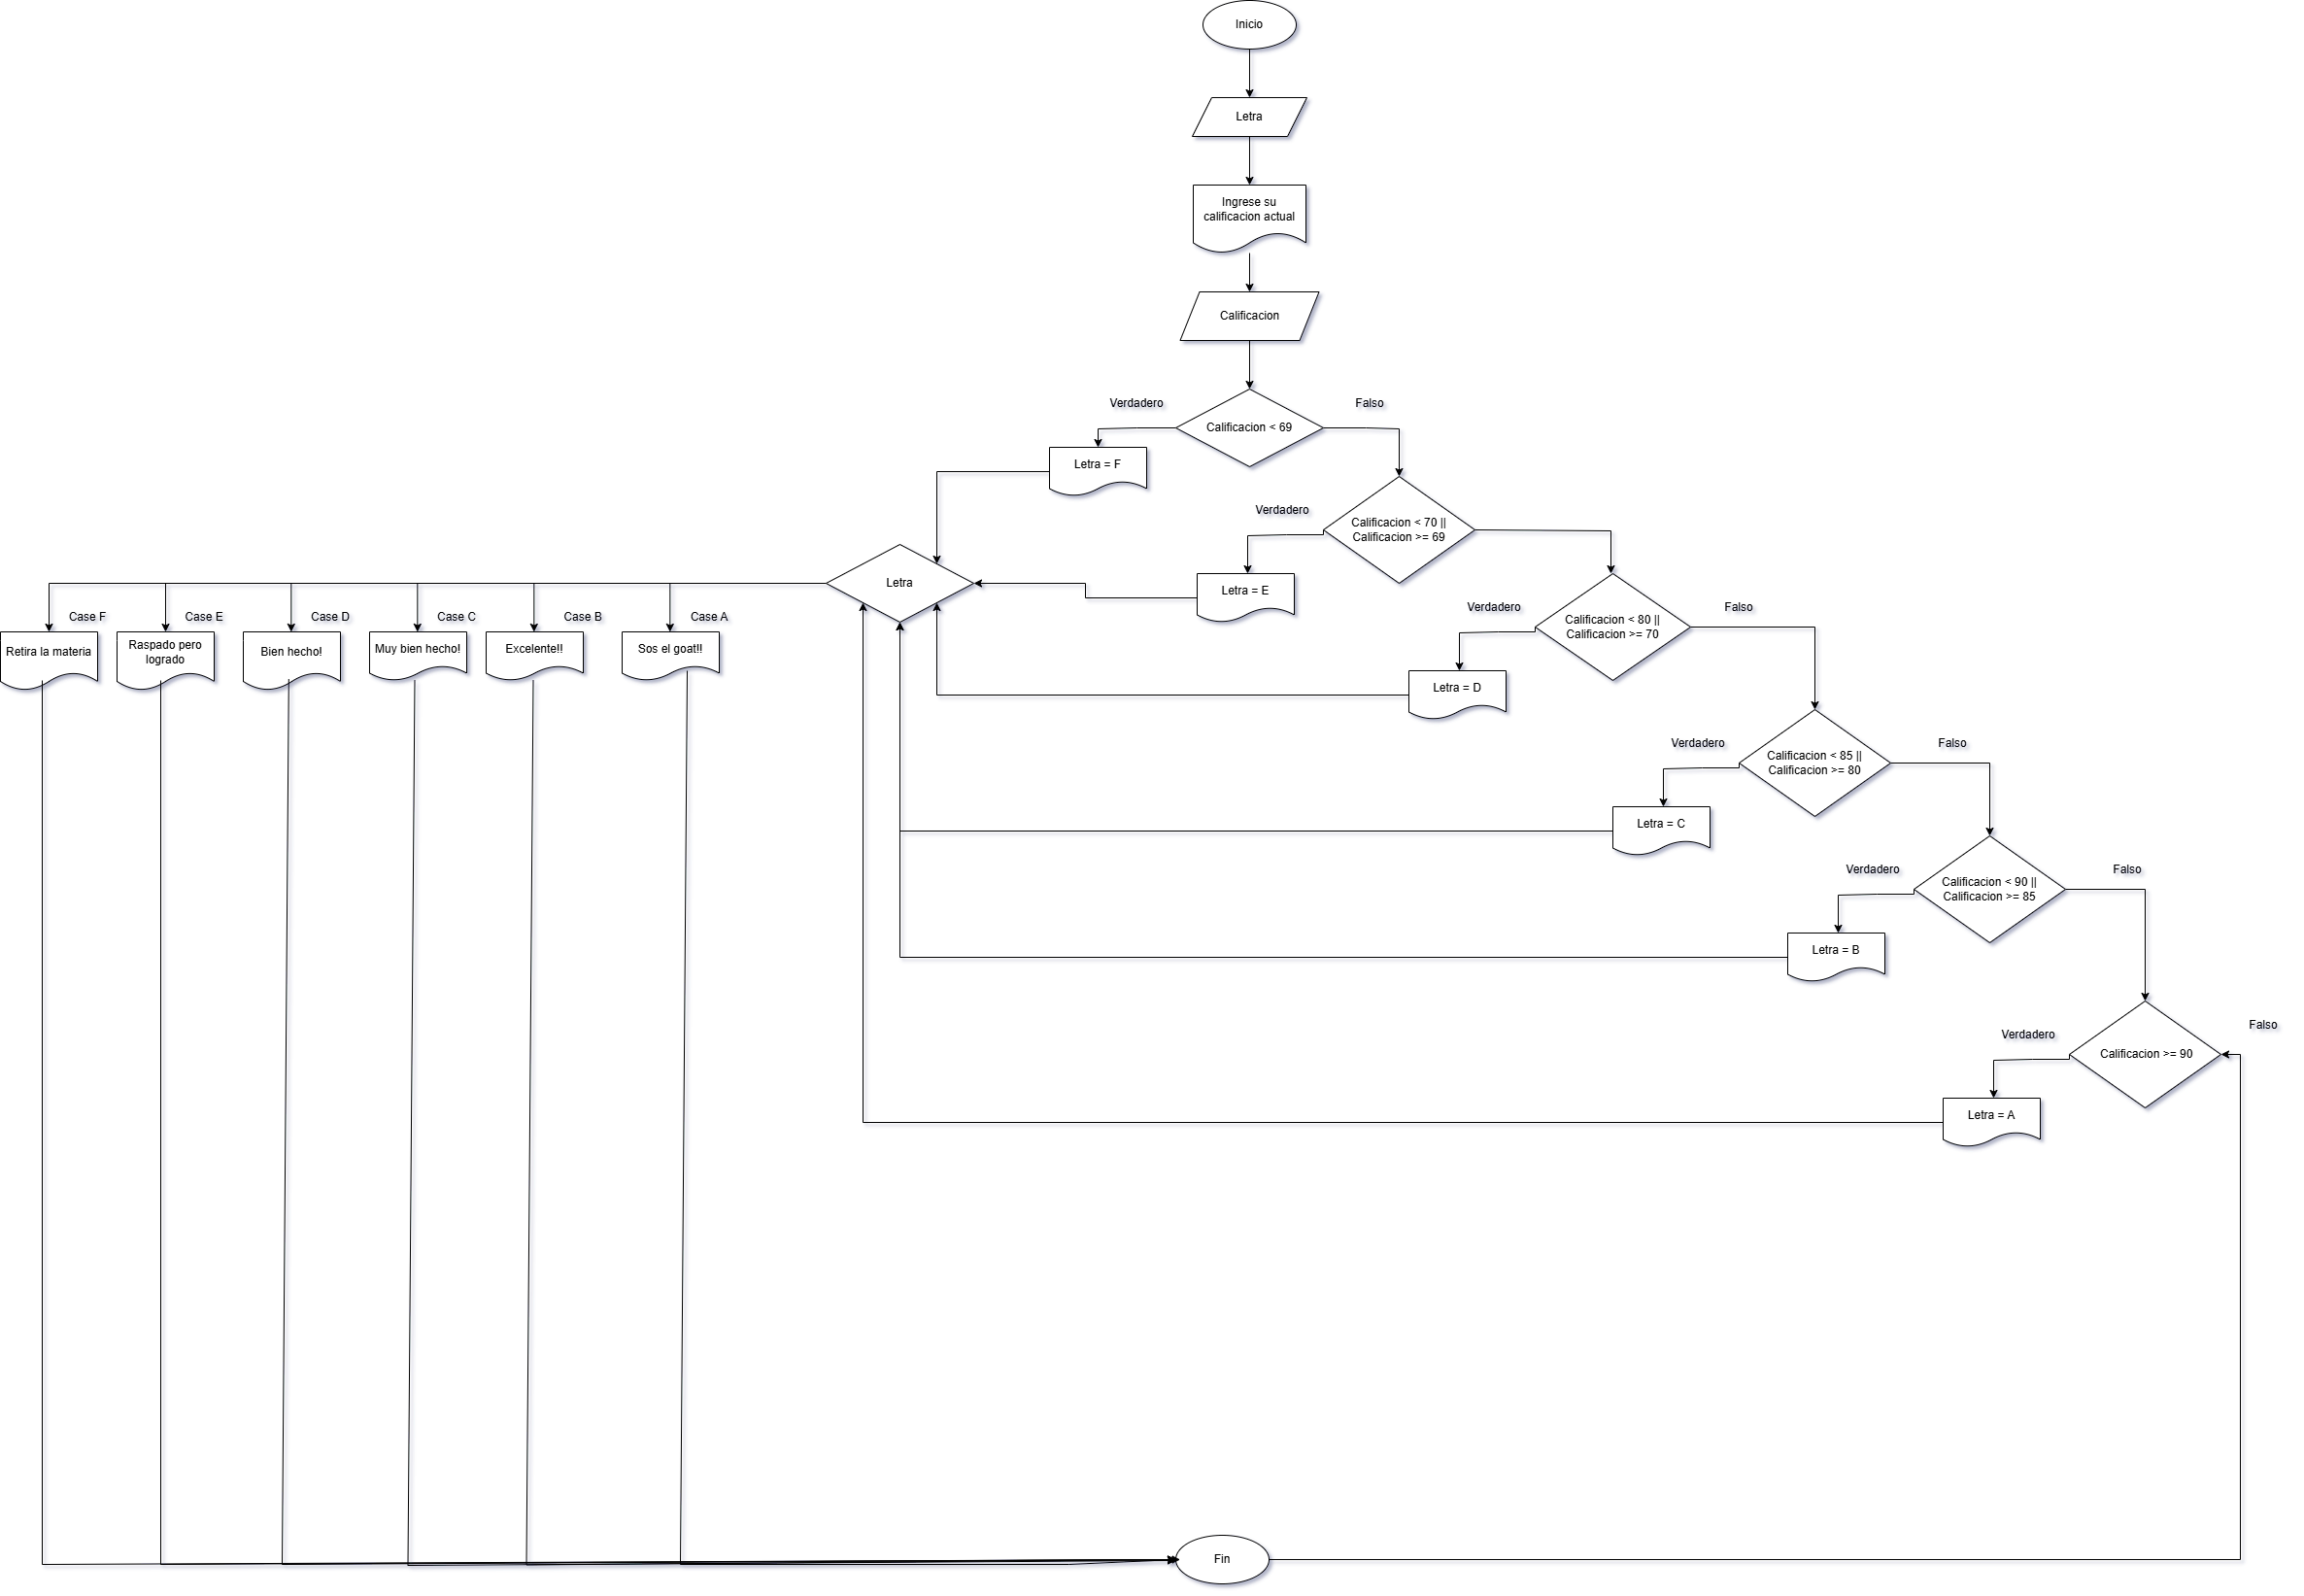 Inicio
Letra
Ingrese su
calificacion actual
Calificacion
Verdadero
Falso
Calificacion < 69
Letra = F
Verdadero
Calificacion < 70 ||
Calificacion >= 69
Letra
Letra = E
Verdadero
Falso
Calificacion < 80 ||
Calificacion >= 70
Case F
Case E
Case D
Case C
Case B
Case A
Retira la materia
Raspado pero
logrado
Bien hecho!
Muy bien hecho!
Excelente!!
Sos el goat!!
Letra = D
Verdadero
Falso
Calificacion < 85 ||
Calificacion >= 80
Letra = C
Verdadero
Falso
Calificacion < 90 ||
Calificacion >= 85
Letra = B
Verdadero
Falso
Calificacion >= 90
Letra = A
Fin